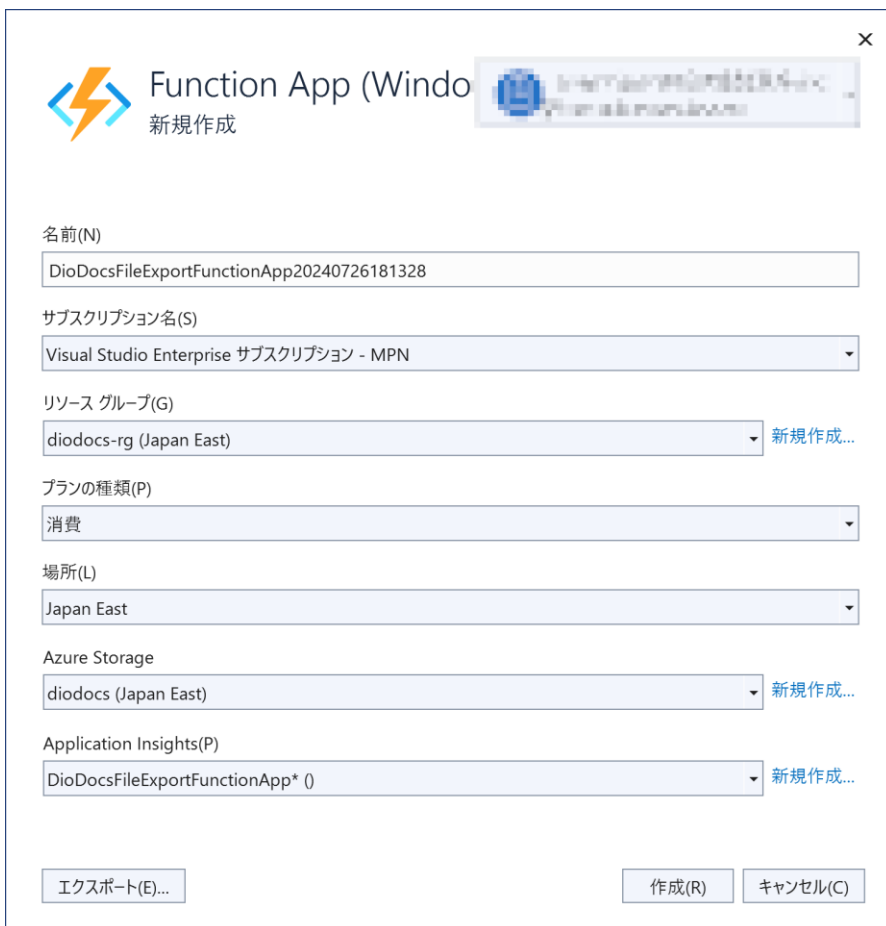 Function App (Windo
新規作成
名前(N)
DioDocsFileExportFunctionApp20240726181328
サブスクリプション名(S)
Visual Studio Enterprise サブスクリプション - MPN
リソース グループ(G)
diodocs-rg (Japan East)
新規作成...
プランの種類(P)
消費
場所(L)
Japan East
Azure Storage
diodocs (Japan East)
新規作成...
Application Insights(P)
DioDocsFileExportFunctionApp* ()
新規作成...
エクスポート(E)...
作成(R)
キャンセル(C)